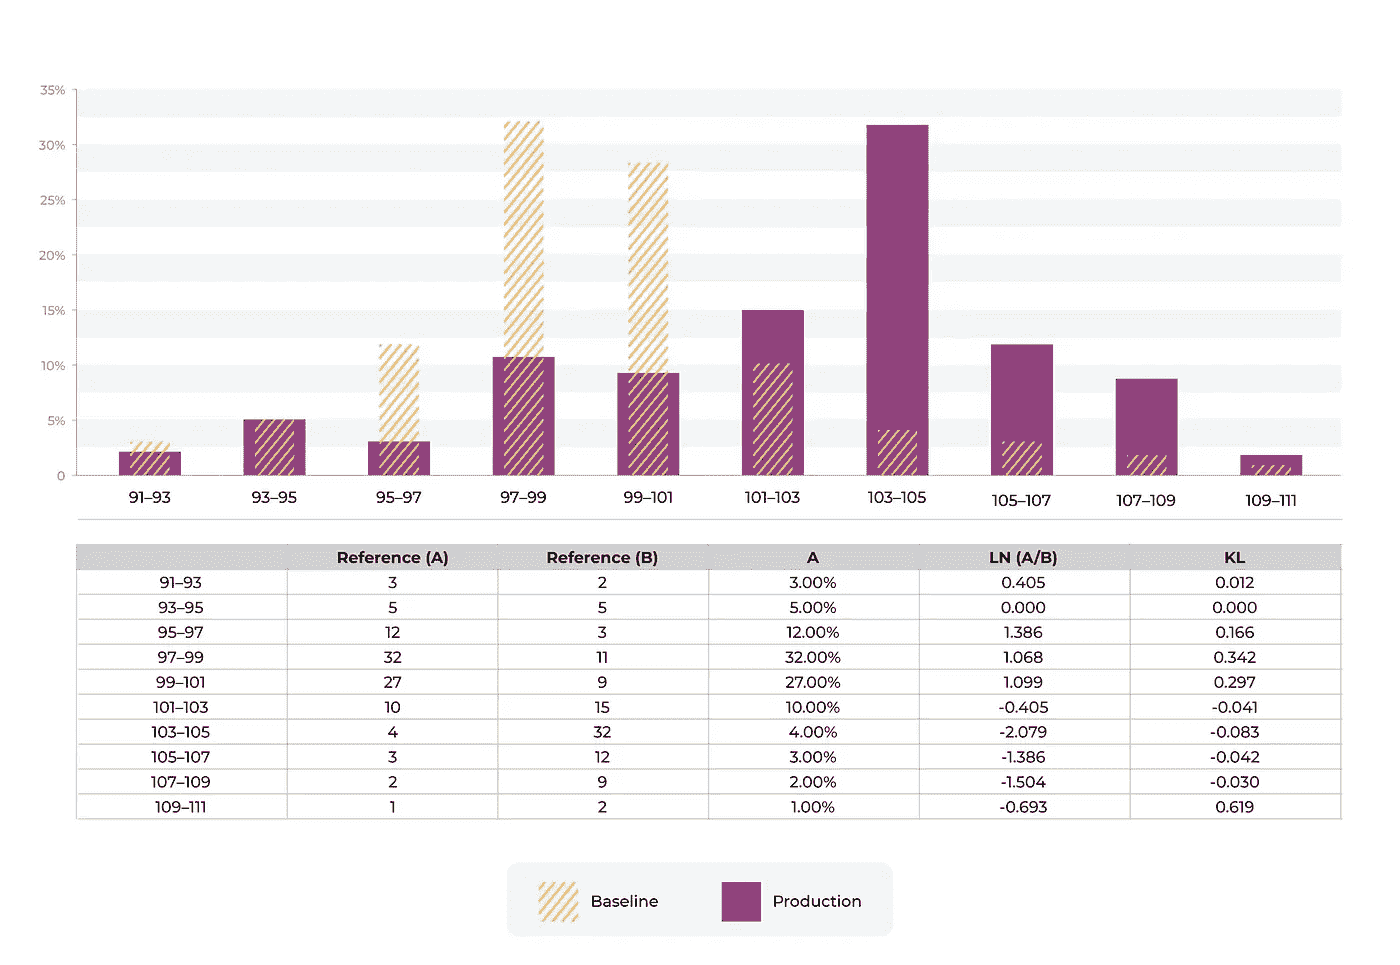 35%
30%
25%
20%
15%
10%
5%
0
91–93 93–95 95–97 97–99 99–101 101–103 103–105 105–107 107–109 109–111
Reference (A) Reference (B) A LN (A/B) KL
91–93 3 2 3.00% 0.405 0.012
93–95 5 5 5.00% 0.000 0.000
95–97 12 3 12.00% 1.386 0.166
97–99 32 11 32.00% 1.068 0.342
99–101 27 9 27.00% 1.099 0.297
101–103 10 15 10.00% -0.405 -0.041
103–105 4 32 4.00% -2.079 -0.083
105–107 3 12 3.00% -1.386 -0.042
107–109 2 9 2.00% -1.504 -0.030
109–111 1 2 1.00% -0.693 0.619
Baseline Production